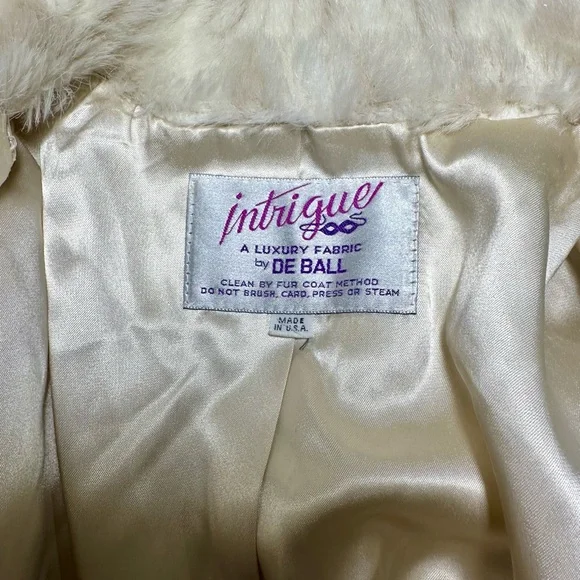 intrigue
A LUXURY FABRIC
by DE BALL
CLEAN BY FUR COAT METHOD
DO NOT BRUSH, CARD, PRESS OR STEAM
MADE
IN U.S.A.